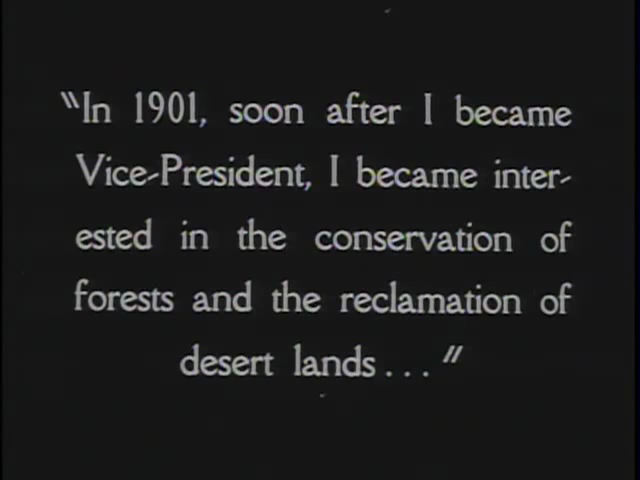 "In 1901, soon after I became
Vice-President, I became inter-
ested in the conservation of
forests and the reclamation of
desert lands..."